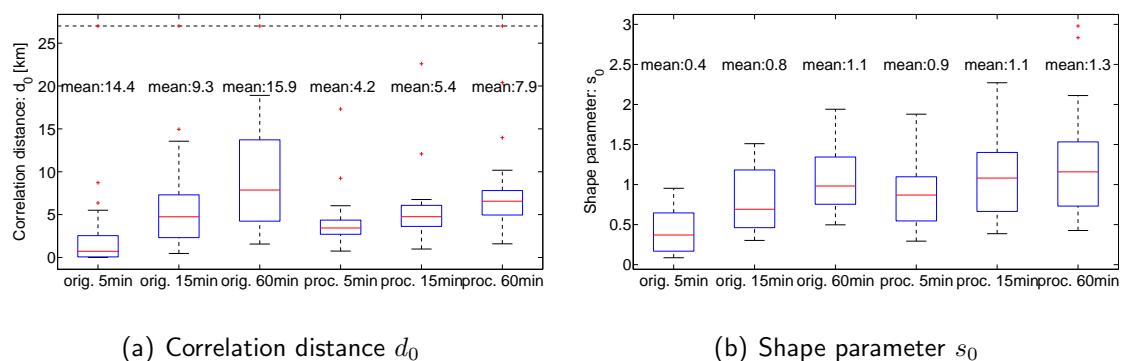 25
20
15
10
5
0
Correlation distance: d0 [km]
mean:14.4 mean:9.3 mean:15.9 mean:4.2 mean:5.4 mean:7.9
orig. 5min orig. 15min orig. 60min proc. 5min proc. 15min proc. 60min
(a) Correlation distance d0
3
2.5
2
1.5
1
0.5
0
Shape parameter: s0
mean:0.4 mean:0.8 mean:1.1 mean:0.9 mean:1.1 mean:1.3
orig. 5min orig. 15min orig. 60min proc. 5min proc. 15min proc. 60min
(b) Shape parameter s0